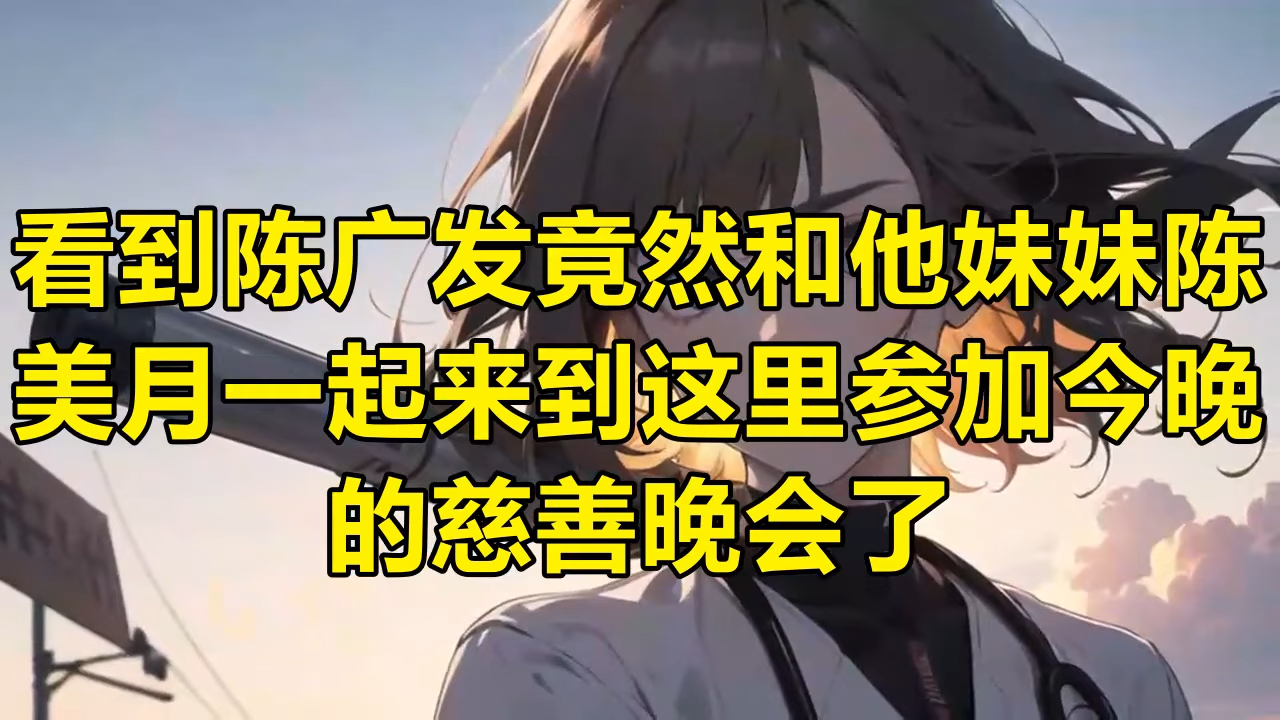 看到陈广发竟然和他妹妹陈
美月一起来到这里参加今晚
的慈善晚会了